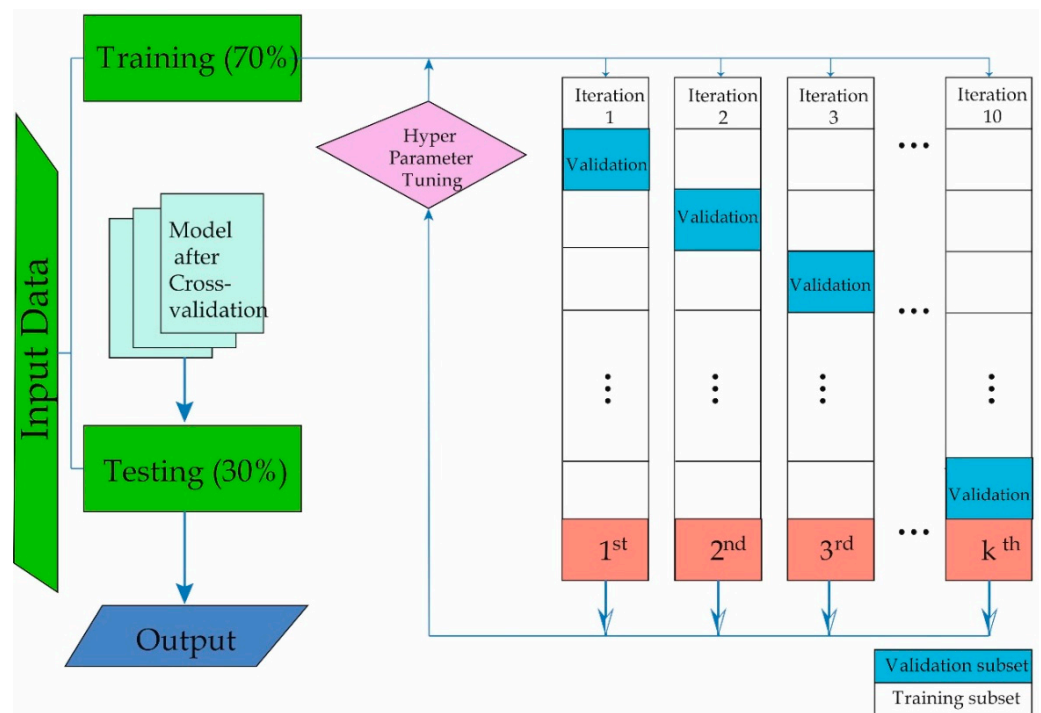 Training (70%)
Input Data
Model
after
Cross-
validation
Testing (30%)
Output
Hyper
Parameter
Tuning
Iteration
1
Validation
1st
Iteration
2
Validation
2nd
Iteration
3
Validation
3rd
...
...
...
Iteration
10
Validation
k th
Validation subset
Training subset